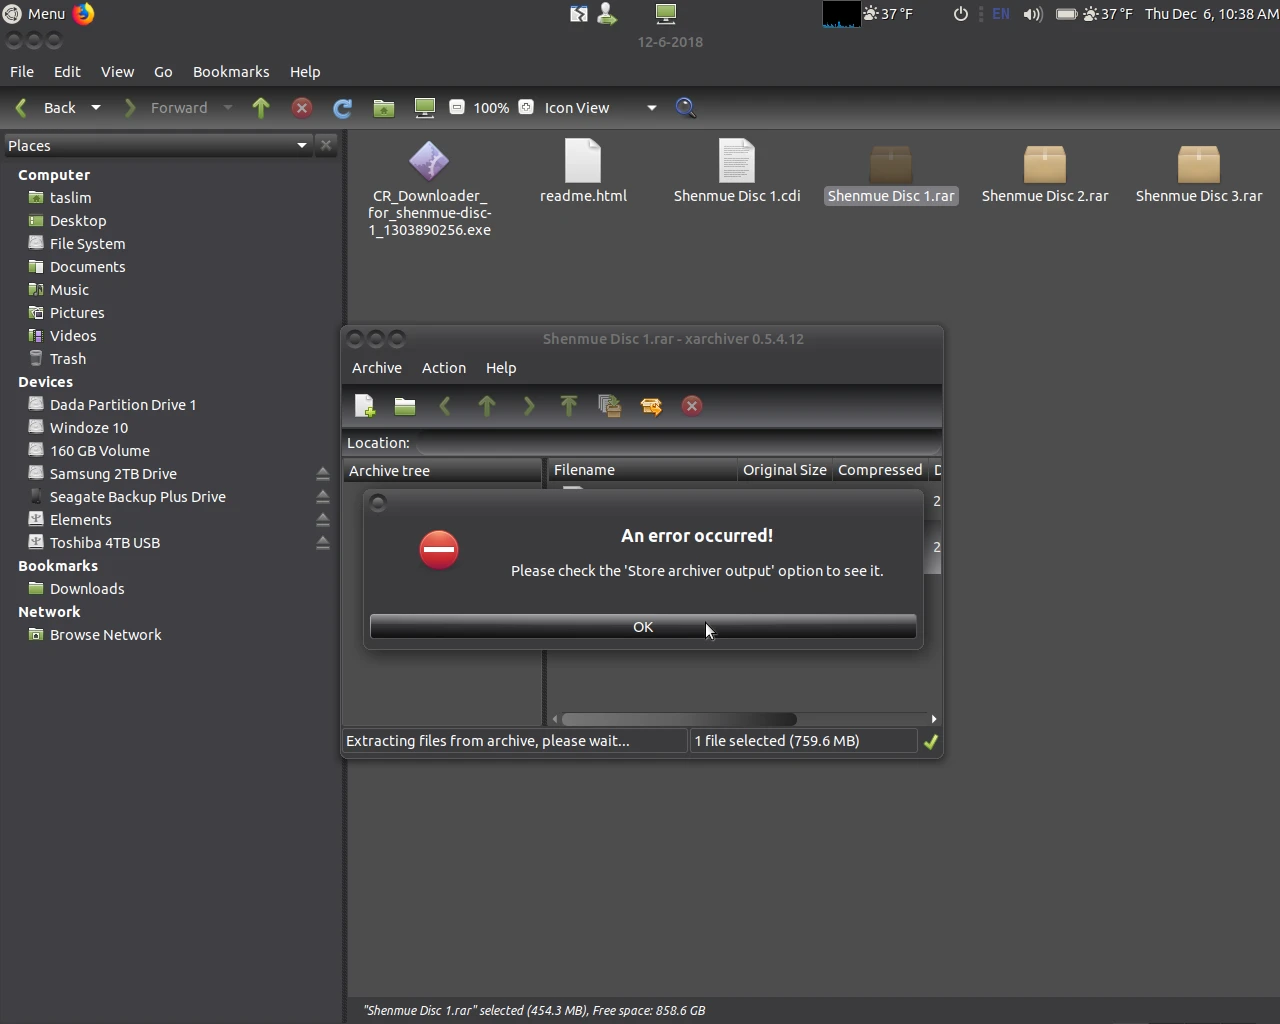 Menu
37 °F
EN
37 °F
Thu Dec 6, 10:38 AM
12-6-2018
File Edit View Go Bookmarks Help
Back Forward 100% Icon View
Places
Computer
taslim
Desktop
File System
Documents
Music
Pictures
Videos
Trash
Devices
Dada Partition Drive 1
Windoze 10
160 GB Volume
Samsung 2TB Drive
Seagate Backup Plus Drive
Elements
Toshiba 4TB USB
Bookmarks
Downloads
Network
Browse Network
CR_Downloader_
for_shenmue-disc-
1_1303890256.exe
readme.html
Shenmue Disc 1.cdi
Shenmue Disc 1.rar
Shenmue Disc 2.rar
Shenmue Disc 3.rar
Shenmue Disc 1.rar - xarchiver 0.5.4.12
Archive Action Help
Location:
Archive tree
Filename Original Size Compressed D
2
2
An error occurred!
Please check the 'Store archiver output' option to see it.
OK
Extracting files from archive, please wait...
1 file selected (759.6 MB)
"Shenmue Disc 1.rar" selected (454.3 MB), Free space: 858.6 GB